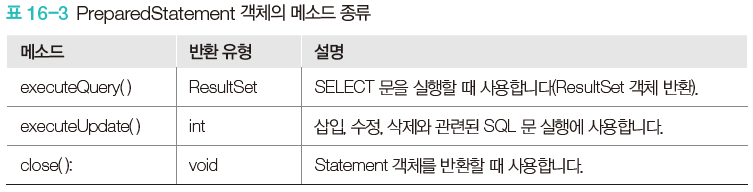 표 16-3 PreparedStatement 객체의 메소드 종류
메소드 반환 유형 설명
executeQuery() ResultSet SELECT 문을 실행할 때 사용합니다(ResultSet 객체 반환).
executeUpdate() int 삽입, 수정, 삭제와 관련된 SQL 문 실행에 사용합니다.
close(): void Statement 객체를 반환할 때 사용합니다.